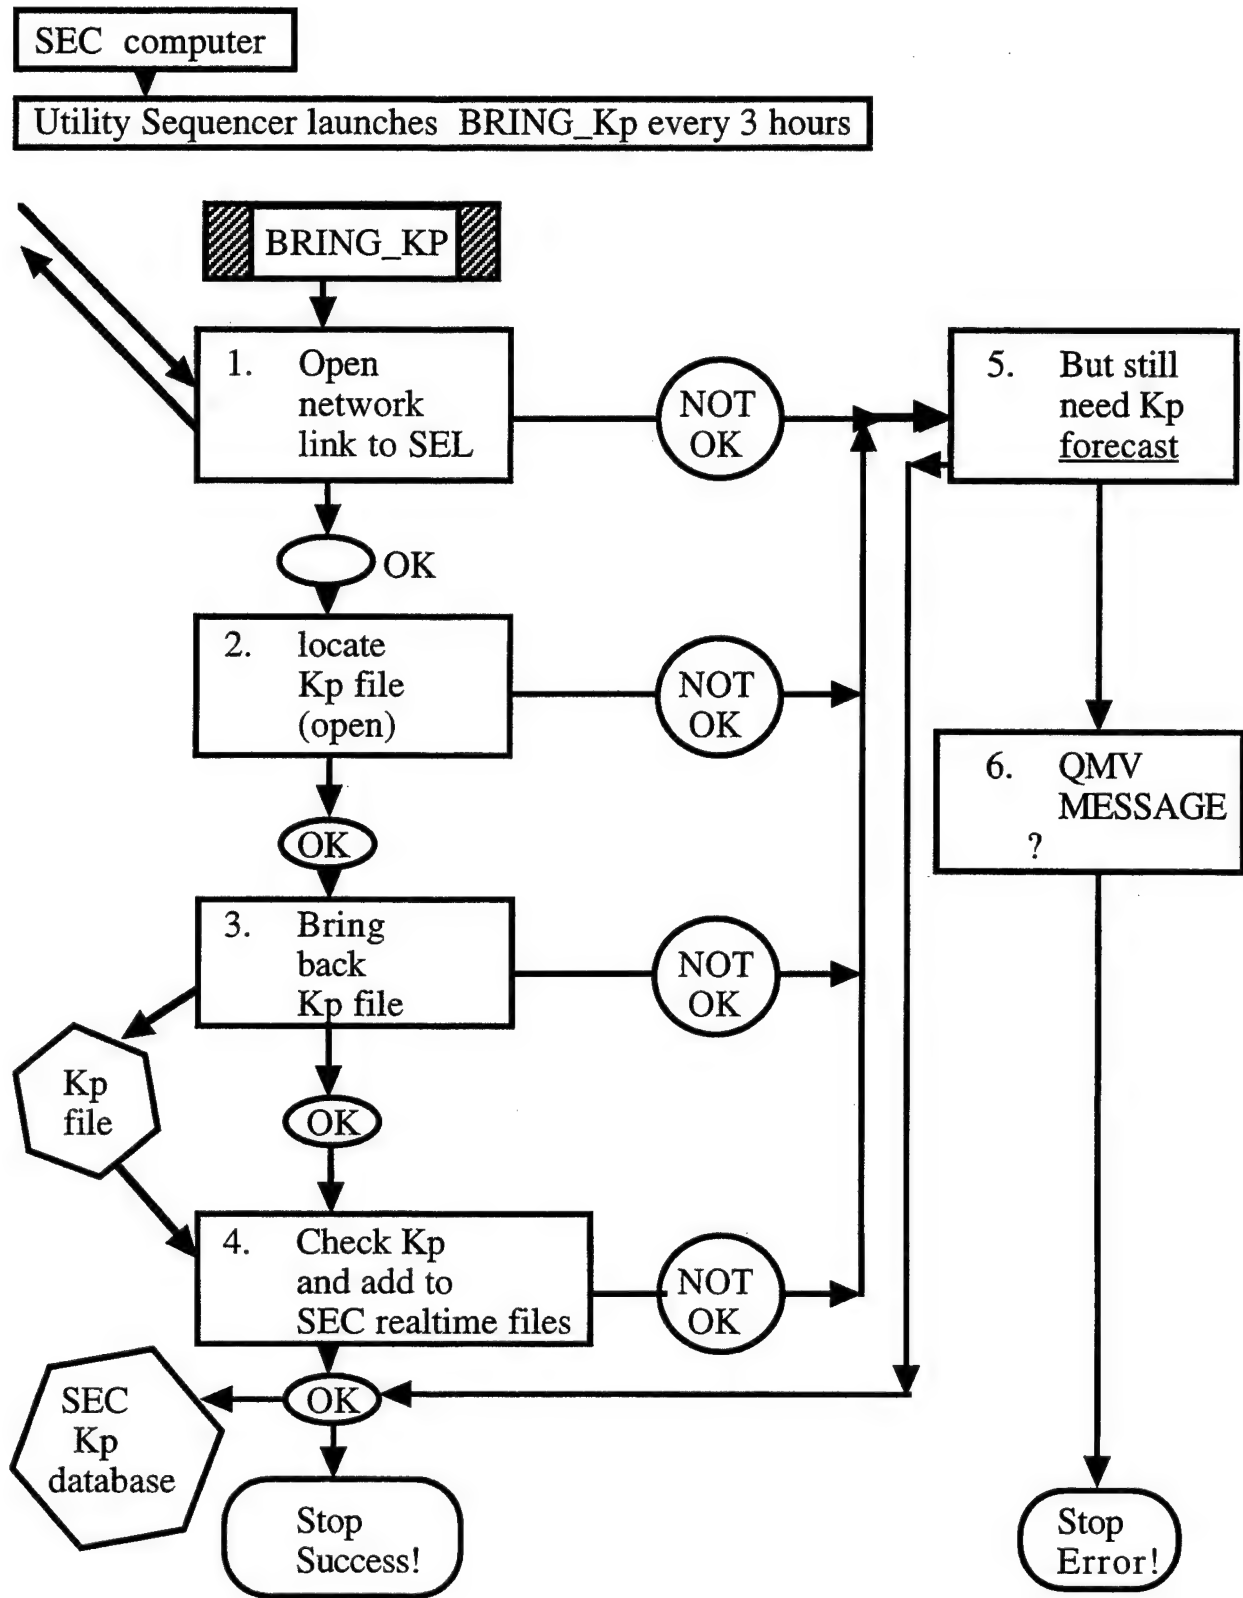 SEC computer
Utility Sequencer launches BRING_Kp every 3 hours
BRING_KP
1. Open
network
link to SEL
NOT
OK
5. But still
need Kp
forecast
OK
2. locate
Kp file
(open)
NOT
OK
6. QMV
MESSAGE
?
OK
3. Bring
back
Kp file
NOT
OK
Kp
file
OK
4. Check Kp
and add to
SEC realtime files
NOT
OK
SEC
Kp
database
OK
Stop
Success!
Stop
Error!